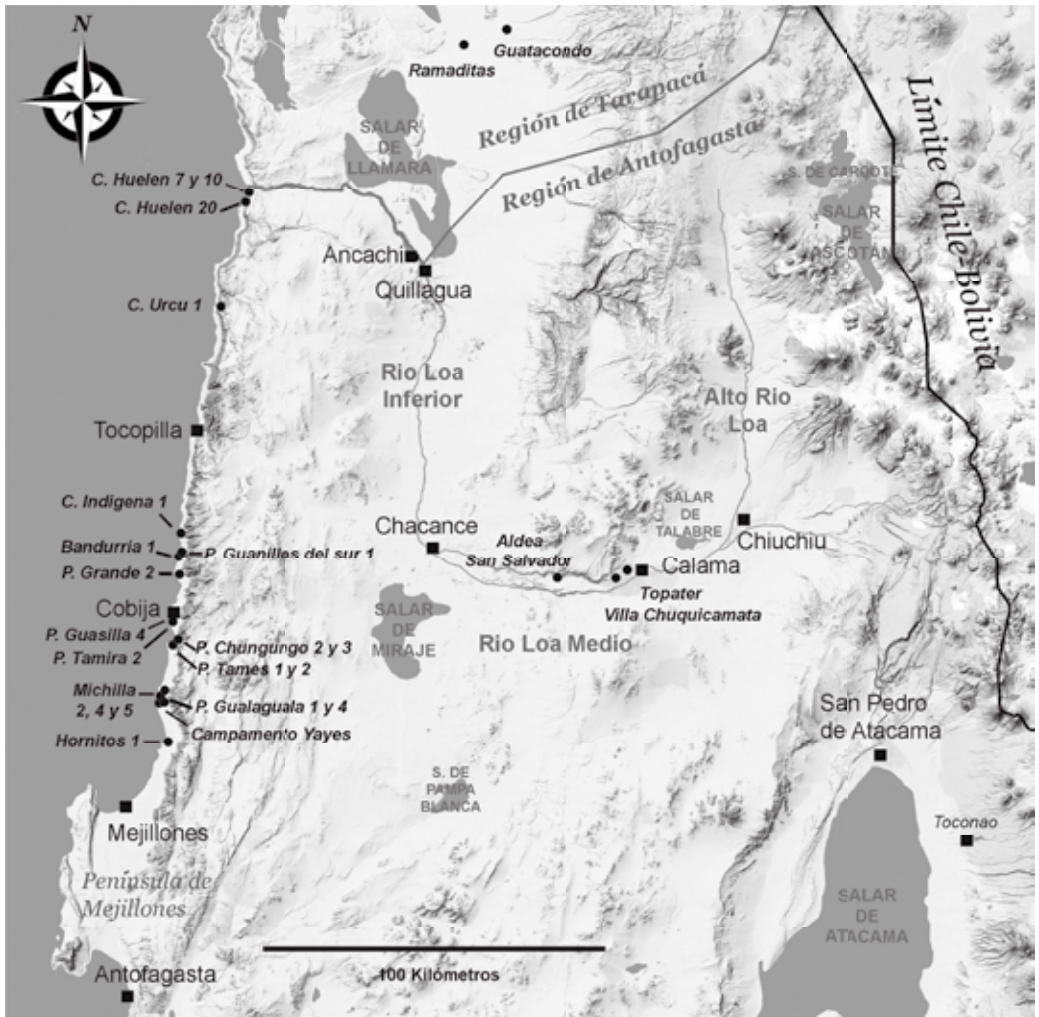 N
Guatacondo
Ramaditas
Región de Tarapacá
Región de Antofagasta
Límite Chile-Bolivia
SALAR
DE
LLAMARA
S. DE CARCOTE
SALAR
DE
ASCOTÁN
C. Huelen 7 y 10
C. Huelen 20
Ancachi
Quillagua
C. Urcu 1
Rio Loa
Inferior
Alto Rio
Loa
Tocopilla
SALAR
DE
TALABRE
C. Indigena 1
Chacance
Chiuchiu
Aldea
San Salvador
Bandurria 1
P. Guanilles del sur 1
P. Grande 2
Calama
Topater
Villa Chuquicamata
Cobija
SALAR
DE
MIRAJE
P. Guasilla 4
P. Chungungo 2 y 3
Rio Loa Medio
P. Tamira 2
P. Tames 1 y 2
Michilla
2, 4 y 5
P. Gualaguala 1 y 4
San Pedro
de Atacama
Campamento Yayes
Hornitos 1
S. DE
PAMPA
BLANCA
Mejillones
Toconao
Península de
Mejillones
SALAR
DE
ATACAMA
100 Kilómetros
Antofagasta